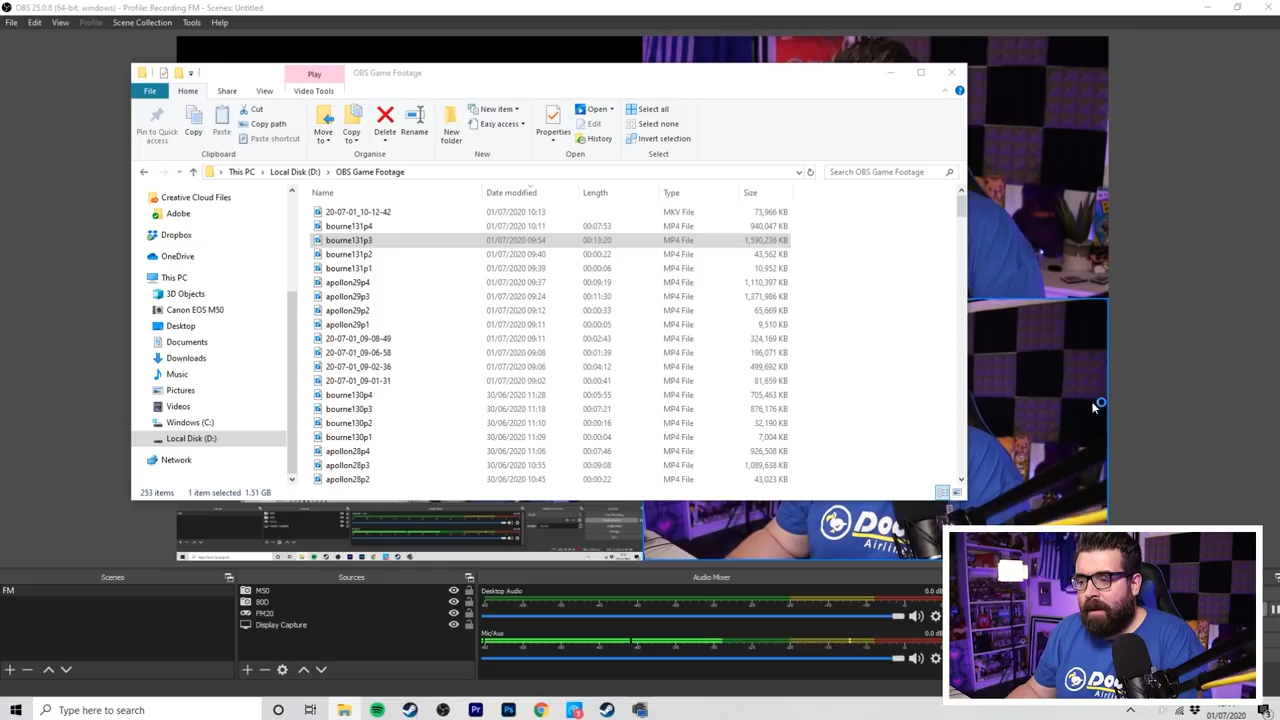 OBS 25.0.8 (64-bit, windows) - Profile: Recording FM - Scenes: Untitled
File Edit View Profile Scene Collection Tools Help
Play OBS Game Footage
File Home Share View Video Tools
Pin to Quick access
Copy
Paste
Cut
Copy path
Paste shortcut
Clipboard
Move to
Copy to
Delete
Rename
Organise
New folder
New item
Easy access
New
Properties
Open
Edit
History
Open
Select all
Select none
Invert selection
Select
This PC > Local Disk (D:) > OBS Game Footage
Search OBS Game Footage
Creative Cloud Files
Adobe
Dropbox
OneDrive
This PC
3D Objects
Canon EOS M50
Desktop
Documents
Downloads
Music
Pictures
Videos
Windows (C:)
Local Disk (D:)
Network
Name Date modified Length Type Size
20-07-01_10-12-42 01/07/2020 10:13 MKV File 73,966 KB
bourne131p4 01/07/2020 10:11 00:07:53 MP4 File 940,047 KB
bourne131p3 01/07/2020 09:54 00:13:20 MP4 File 1,590,236 KB
bourne131p2 01/07/2020 09:40 00:00:22 MP4 File 43,562 KB
bourne131p1 01/07/2020 09:39 00:00:06 MP4 File 10,952 KB
apollon29p4 01/07/2020 09:37 00:09:19 MP4 File 1,110,397 KB
apollon29p3 01/07/2020 09:24 00:11:30 MP4 File 1,371,986 KB
apollon29p2 01/07/2020 09:12 00:00:33 MP4 File 65,669 KB
apollon29p1 01/07/2020 09:11 00:00:05 MP4 File 9,510 KB
20-07-01_09-08-49 01/07/2020 09:11 00:02:43 MP4 File 324,169 KB
20-07-01_09-06-58 01/07/2020 09:08 00:01:39 MP4 File 196,071 KB
20-07-01_09-02-36 01/07/2020 09:06 00:04:12 MP4 File 499,692 KB
20-07-01_09-01-31 01/07/2020 09:02 00:00:41 MP4 File 81,659 KB
bourne130p4 30/06/2020 11:28 00:05:55 MP4 File 705,463 KB
bourne130p3 30/06/2020 11:18 00:07:21 MP4 File 876,176 KB
bourne130p2 30/06/2020 11:10 00:00:16 MP4 File 32,190 KB
bourne130p1 30/06/2020 11:09 00:00:04 MP4 File 7,004 KB
apollon28p4 30/06/2020 11:06 00:07:46 MP4 File 926,508 KB
apollon28p3 30/06/2020 10:55 00:09:08 MP4 File 1,089,638 KB
apollon28p2 30/06/2020 10:45 00:00:22 MP4 File 43,023 KB
253 items 1 item selected 1.51 GB
Scenes
FM
Sources
M50
80D
FM20
Display Capture
Audio Mixer
Desktop Audio 0.0
Mic/Aux 0.0
Airlin
Airlines
Type here to search
01/07/2020